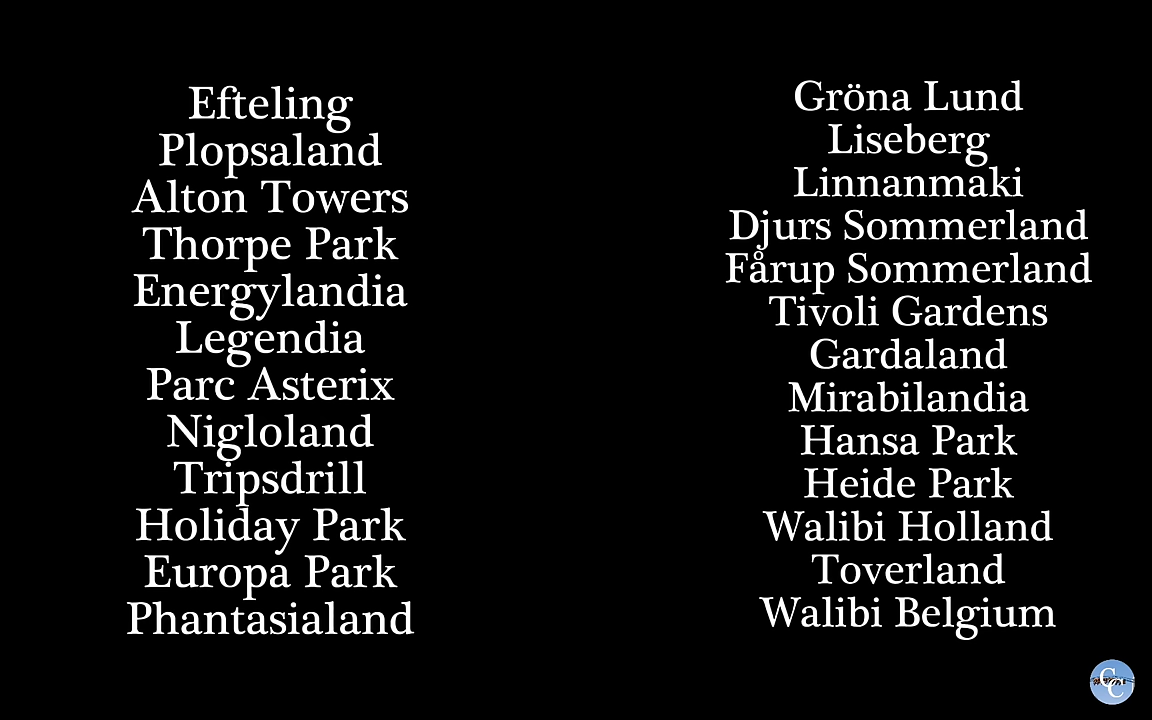 Efteling
Plopsaland
Alton Towers
Thorpe Park
Energylandia
Legendia
Parc Asterix
Nigloland
Tripsdrill
Holiday Park
Europa Park
Phantasialand
Gröna Lund
Liseberg
Linnanmaki
Djurs Sommerland
Fårup Sommerland
Tivoli Gardens
Gardaland
Mirabilandia
Hansa Park
Heide Park
Walibi Holland
Toverland
Walibi Belgium
CC